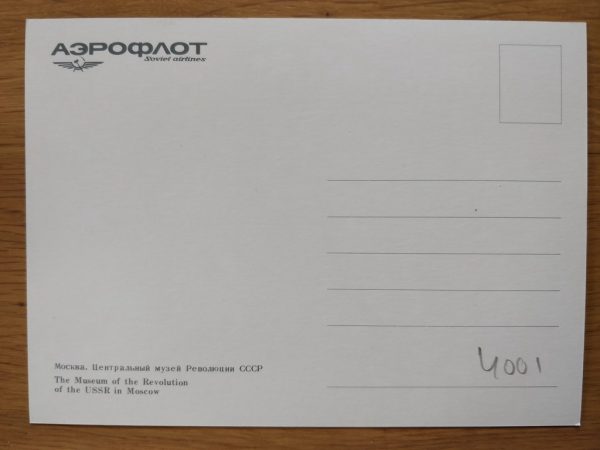 АЭРОФЛОТ
Soviet airlines
Москва. Центральный музей Революции СССР
The Museum of the Revolution
of the USSR in Moscow
4001